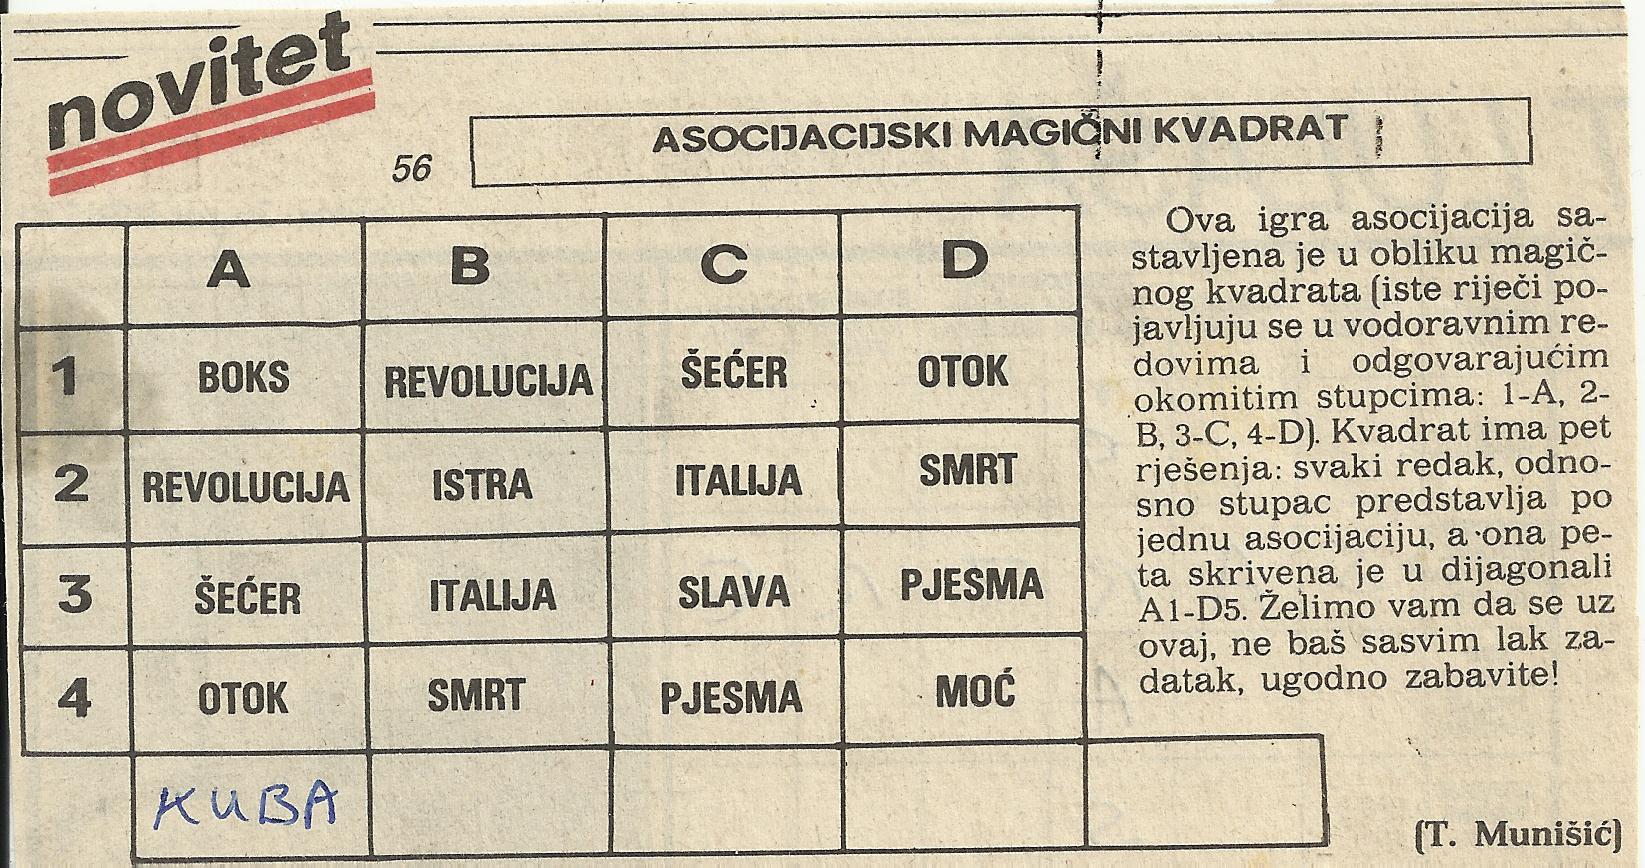 novitet
56
ASOCIJACIJSKI MAGIČNI KVADRAT
A B C D
1 BOKS REVOLUCIJA ŠEĆER OTOK
2 REVOLUCIJA ISTRA ITALIJA SMRT
3 ŠEĆER ITALIJA SLAVA PJESMA
4 OTOK SMRT PJESMA MOĆ
KUBA
Ova igra asocijacija sa-
stavljena je u obliku magič-
nog kvadrata (iste riječi po-
javljuju se u vodoravnim re-
dovima i odgovarajućim
okomitim stupcima: 1-A, 2-
B, 3-C, 4-D). Kvadrat ima pet
rješenja: svaki redak, odno-
sno stupac predstavlja po
jednu asocijaciju, a ona pe-
ta skrivena je u dijagonali
A1-D5. Želimo vam da se uz
ovaj, ne baš sasvim lak za-
datak, ugodno zabavite!
(T. Munišić)